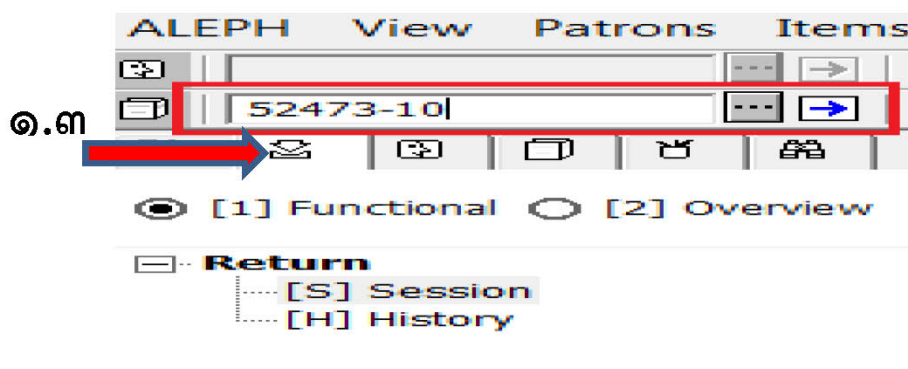 ALEPH View Patrons Items
52473-10
๑.๓
[1] Functional [2] Overview
Return
[S] Session
[H] History